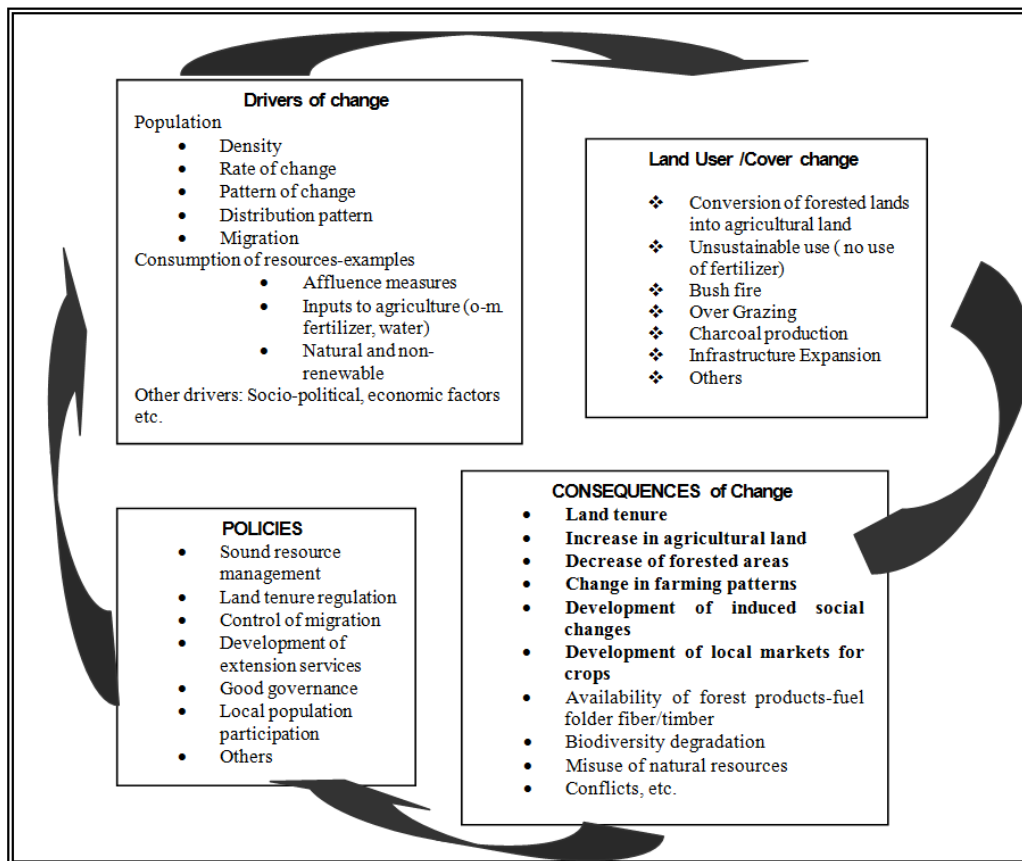 Drivers of change
Population
• Density
• Rate of change
• Pattern of change
• Distribution pattern
• Migration
Consumption of resources-examples
• Affluence measures
• Inputs to agriculture (o-m.
fertilizer, water)
• Natural and non-
renewable
Other drivers: Socio-political, economic factors
etc.
Land User /Cover change
❖ Conversion of forested lands
into agricultural land
❖ Unsustainable use ( no use
of fertilizer)
❖ Bush fire
❖ Over Grazing
❖ Charcoal production
❖ Infrastructure Expansion
❖ Others
CONSEQUENCES of Change
• Land tenure
• Increase in agricultural land
• Decrease of forested areas
• Change in farming patterns
• Development of induced social
changes
• Development of local markets for
crops
• Availability of forest products-fuel
folder fiber/timber
• Biodiversity degradation
• Misuse of natural resources
• Conflicts, etc.
POLICIES
• Sound resource
management
• Land tenure regulation
• Control of migration
• Development of
extension services
• Good governance
• Local population
participation
• Others